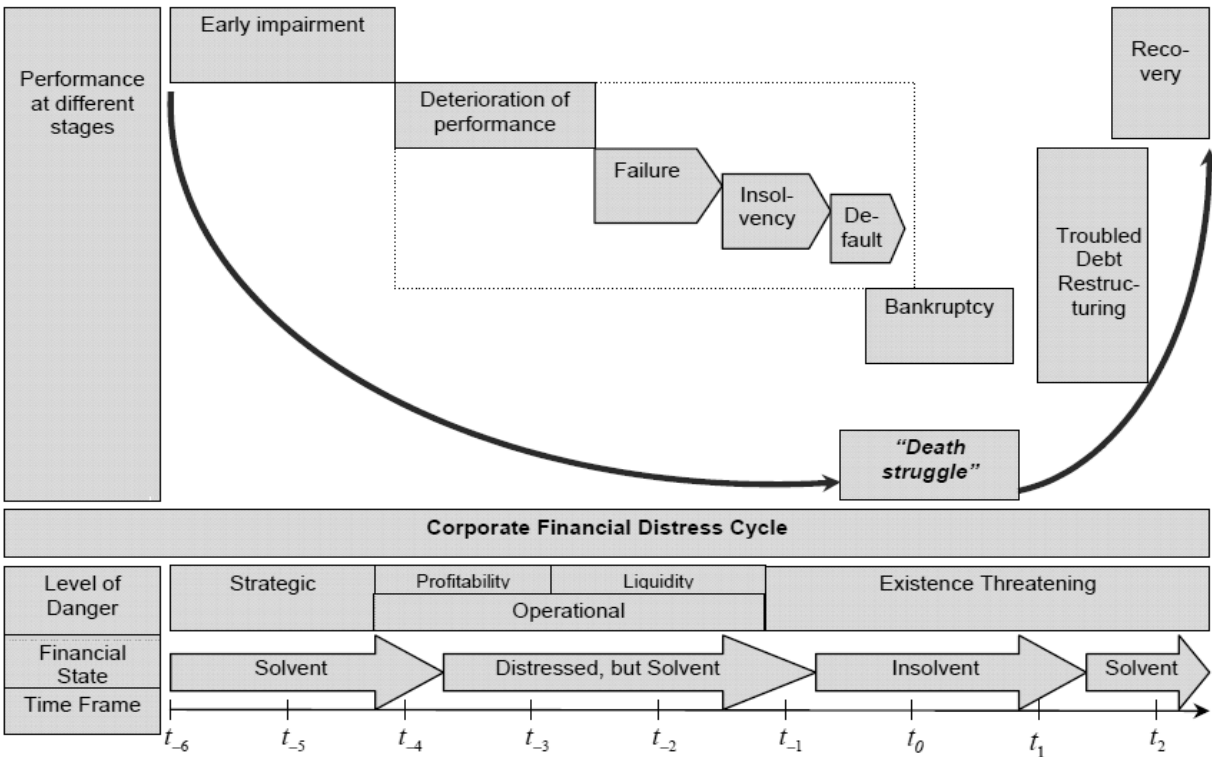 Performance
at different
stages
Early impairment
Deterioration of
performance
Failure
Insol-
vency
De-
fault
Bankruptcy
Troubled
Debt
Restruc-
turing
Reco-
very
“Death
struggle”
Corporate Financial Distress Cycle
Level of
Danger
Strategic
Profitability
Liquidity
Operational
Existence Threatening
Financial
State
Solvent
Distressed, but Solvent
Insolvent
Solvent
Time Frame
t–6 t–5 t–4 t–3 t–2 t–1 t0 t1 t2